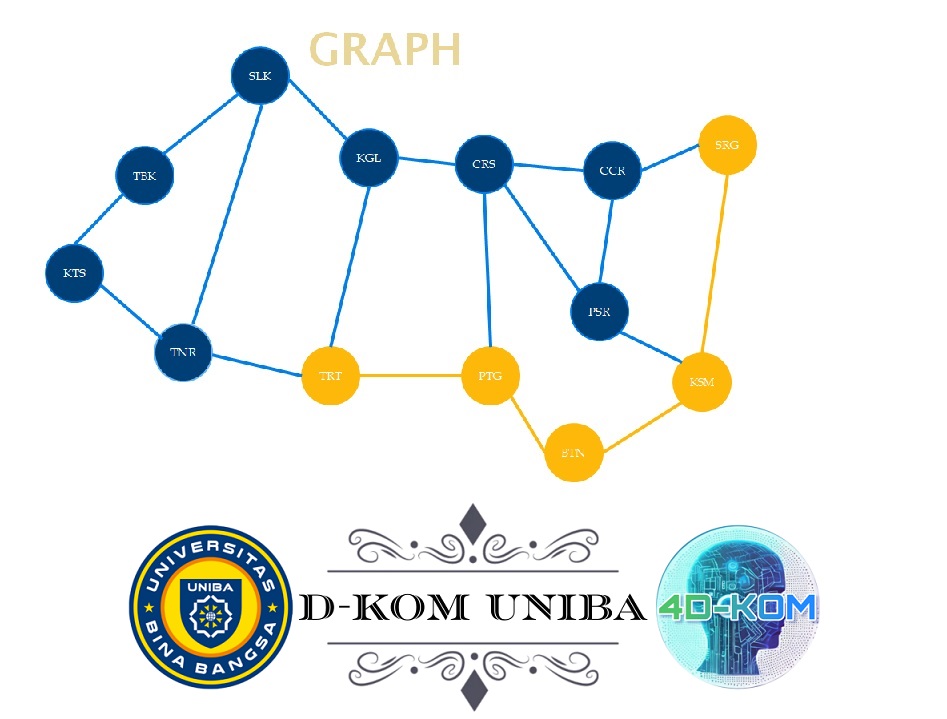 GRAPH
SLK
KGL
CRS
CCR
SRG
TBK
KTS
TNR
TRT
PTG
PSR
KSM
BTN
UNIVERSITAS
UNIBA
BINA BANGSA
D-KOM UNIBA
4D-KOM